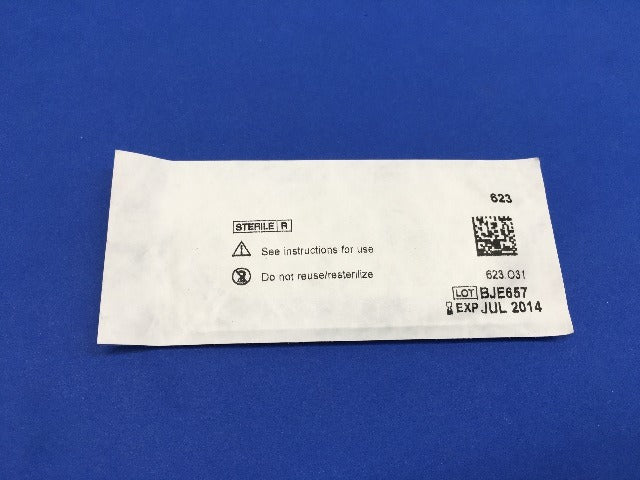 623
STERILE R
See instructions for use
Do not reuse/resterilize
623.031
LOT BJE657
EXP JUL 2014